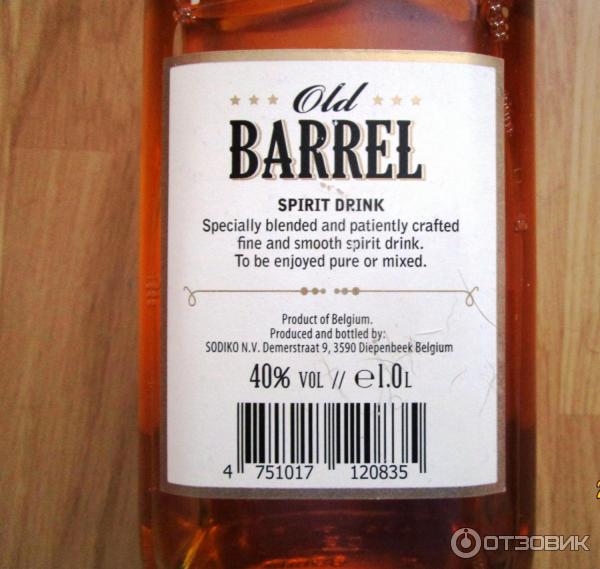 Old
BARREL
SPIRIT DRINK
Specially blended and patiently crafted
fine and smooth spirit drink.
To be enjoyed pure or mixed.
Product of Belgium.
Produced and bottled by:
SODIKO N.V. Demerstraat 9, 3590 Diepenbeek Belgium
40% VOL // ℮1.0L
4 751017 120835
ОТЗОВИК